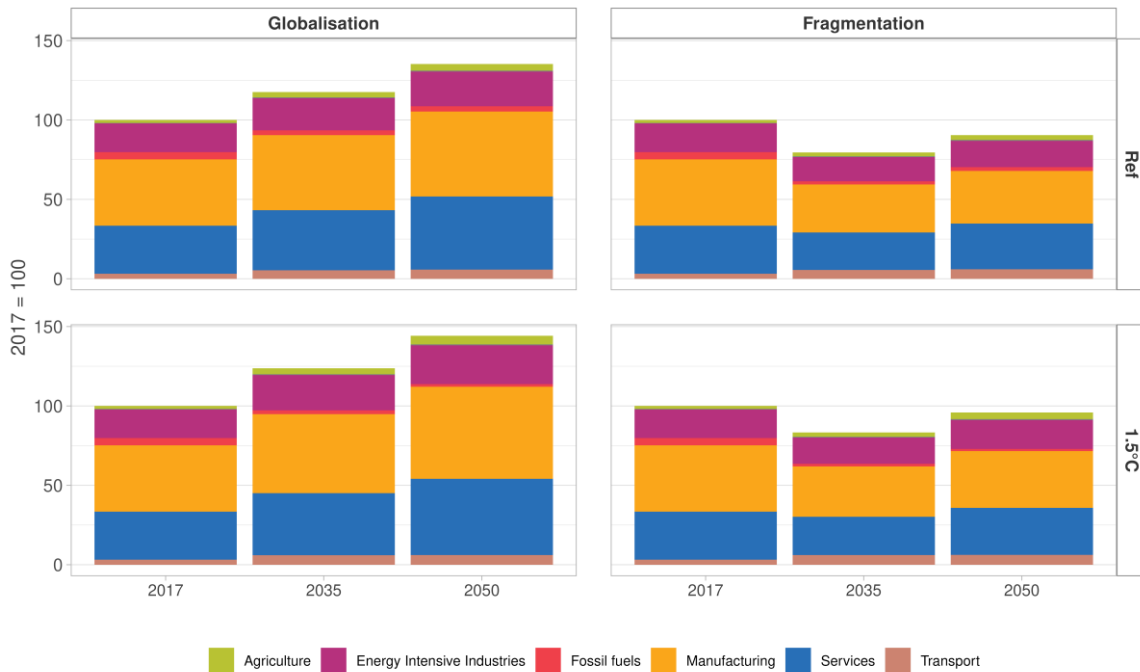 Globalisation
Fragmentation
150
100
50
0
Ref
150
100
50
0
1.5°C
2017 = 100
2017 2035 2050
2017 2035 2050
Agriculture Energy Intensive Industries Fossil fuels Manufacturing Services Transport